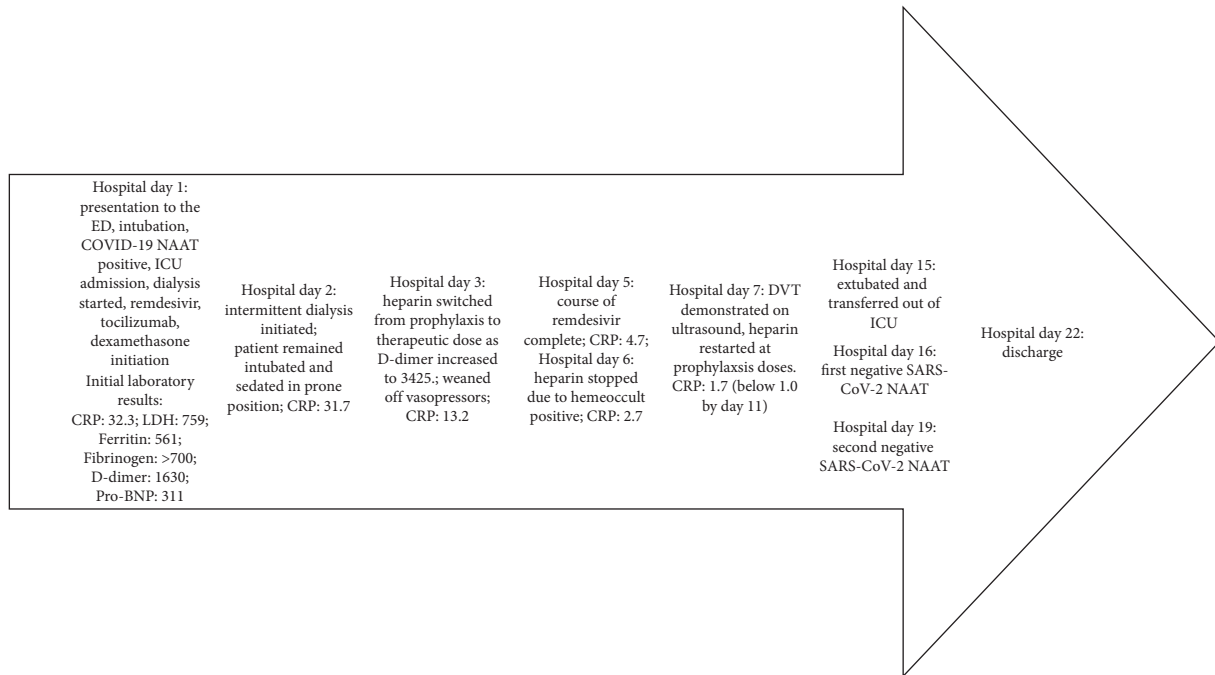 Hospital day 1:
presentation to the
ED, intubation,
COVID-19 NAAT
positive, ICU
admission, dialysis
started, remdesivir,
tocilizumab,
dexamethasone
initiation
Initial laboratory
results:
CRP: 32.3; LDH: 759;
Ferritin: 561;
Fibrinogen: >700;
D-dimer: 1630;
Pro-BNP: 311
Hospital day 2:
intermittent dialysis
initiated;
patient remained
intubated and
sedated in prone
position; CRP: 31.7
Hospital day 3:
heparin switched
from prophylaxis to
therapeutic dose as
D-dimer increased
to 3425.; weaned
off vasopressors;
CRP: 13.2
Hospital day 5:
course of
remdesivir
complete; CRP: 4.7;
Hospital day 6:
heparin stopped
due to hemeoccult
positive; CRP: 2.7
Hospital day 7: DVT
demonstrated on
ultrasound, heparin
restarted at
prophylaxsis doses.
CRP: 1.7 (below 1.0
by day 11)
Hospital day 15:
extubated and
transferred out of
ICU
Hospital day 16:
first negative SARS-
CoV-2 NAAT
Hospital day 19:
second negative
SARS-CoV-2 NAAT
Hospital day 22:
discharge